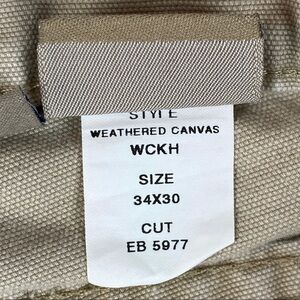 STYLE
WEATHERED CANVAS
WCKH
SIZE
34X30
CUT
EB 5977